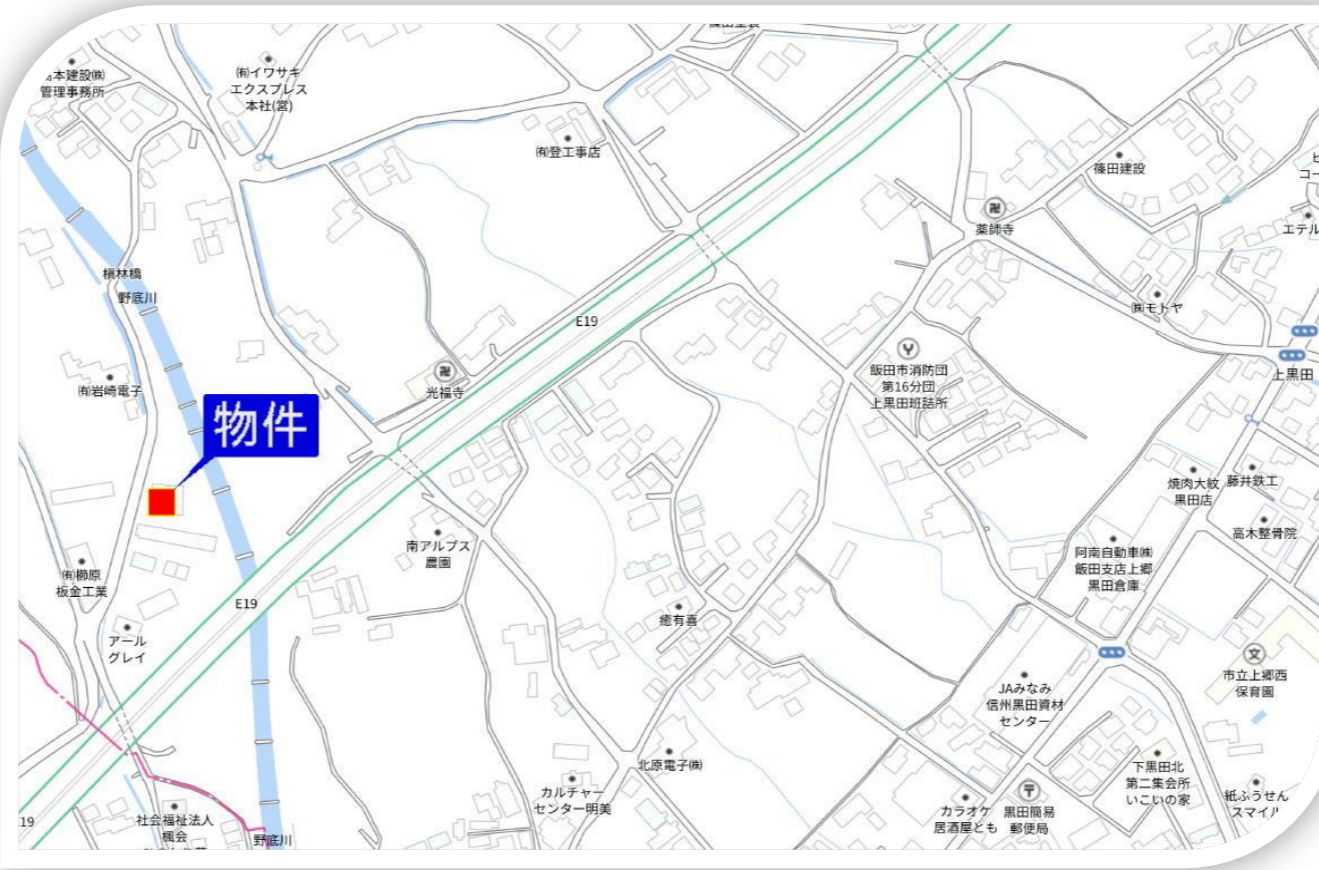 管理事務所
㈲イワサキ
エクスプレス
本社(営)
㈲登工事店
篠田建設
薬師寺
エテル
㈱モトヤ
槇林橋
野底川
E19
㈲岩崎電子
光福寺
飯田市消防団
第16分団
上黒田班詰所
上黒田
物件
焼肉大紋
黒田店
藤井鉄工
高木整骨院
南アルプス
農園
阿南自動車㈱
飯田支店上郷
黒田倉庫
㈲櫛原
板金工業
E19
癒有喜
アール
グレイ
市立上郷西
保育園
JAみなみ
信州黒田資材
センター
北原電子㈱
カルチャー
センター明美
下黒田北
第二集会所
いこいの家
紙ふうせん
スマイル
カラオケ
居酒屋とも
黒田簡易
郵便局
19
社会福祉法人
楓会
野底川